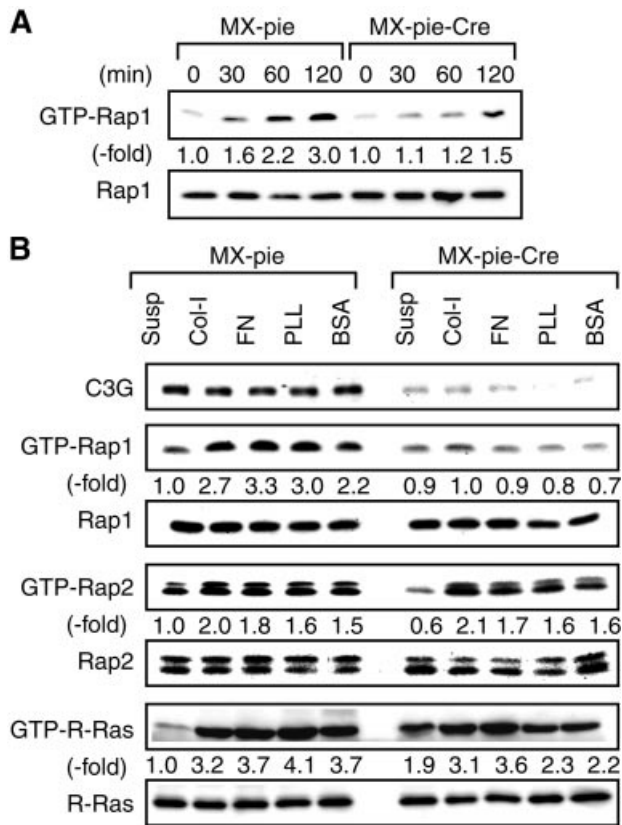 A
MX-pie MX-pie-Cre
(min) 0 30 60 120 0 30 60 120
GTP-Rap1
(-fold) 1.0 1.6 2.2 3.0 1.0 1.1 1.2 1.5
Rap1
B
MX-pie MX-pie-Cre
Susp Col-I FN PLL BSA Susp Col-I FN PLL BSA
C3G
GTP-Rap1
(-fold) 1.0 2.7 3.3 3.0 2.2 0.9 1.0 0.9 0.8 0.7
Rap1
GTP-Rap2
(-fold) 1.0 2.0 1.8 1.6 1.5 0.6 2.1 1.7 1.6 1.6
Rap2
GTP-R-Ras
(-fold) 1.0 3.2 3.7 4.1 3.7 1.9 3.1 3.6 2.3 2.2
R-Ras